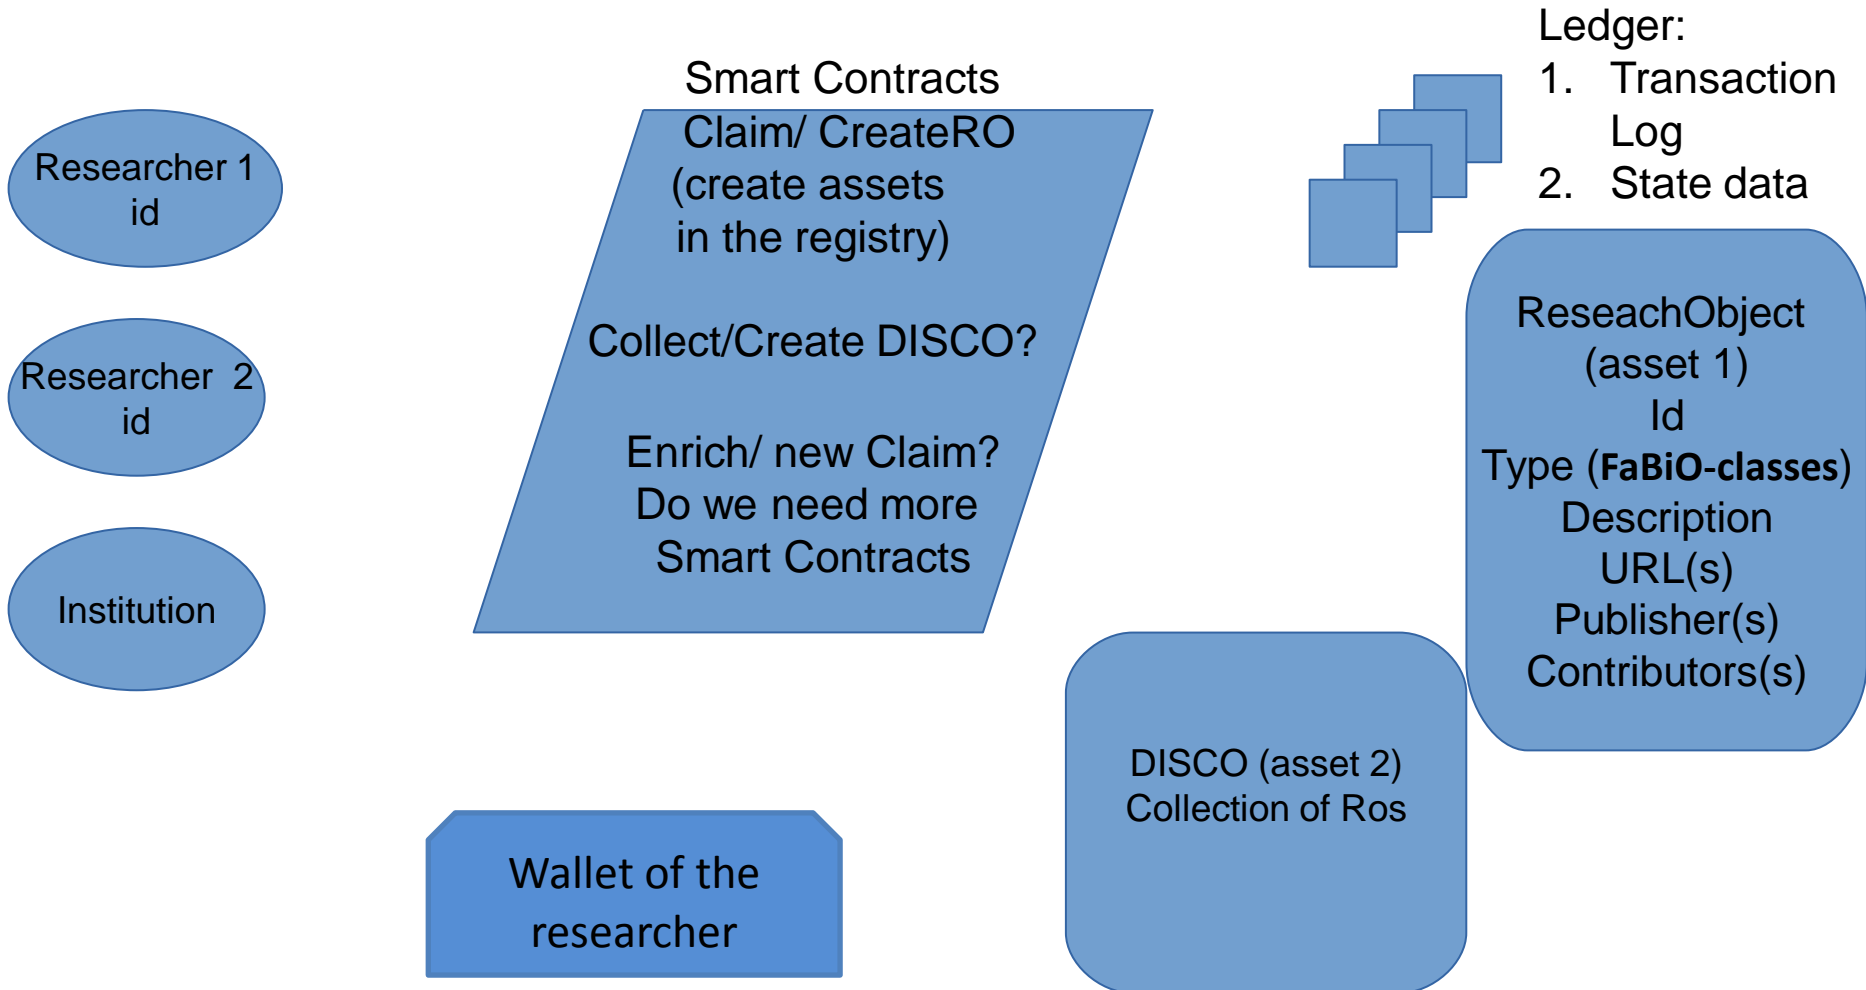 Researcher 1
id
Researcher 2
id
Institution
Smart Contracts
Claim/ CreateRO
(create assets
in the registry)
Collect/Create DISCO?
Enrich/ new Claim?
Do we need more
Smart Contracts
Wallet of the
researcher
Ledger:
1. Transaction
Log
2. State data
ReseachObject
(asset 1)
Id
Type (FaBiO-classes)
Description
URL(s)
Publisher(s)
Contributors(s)
DISCO (asset 2)
Collection of Ros